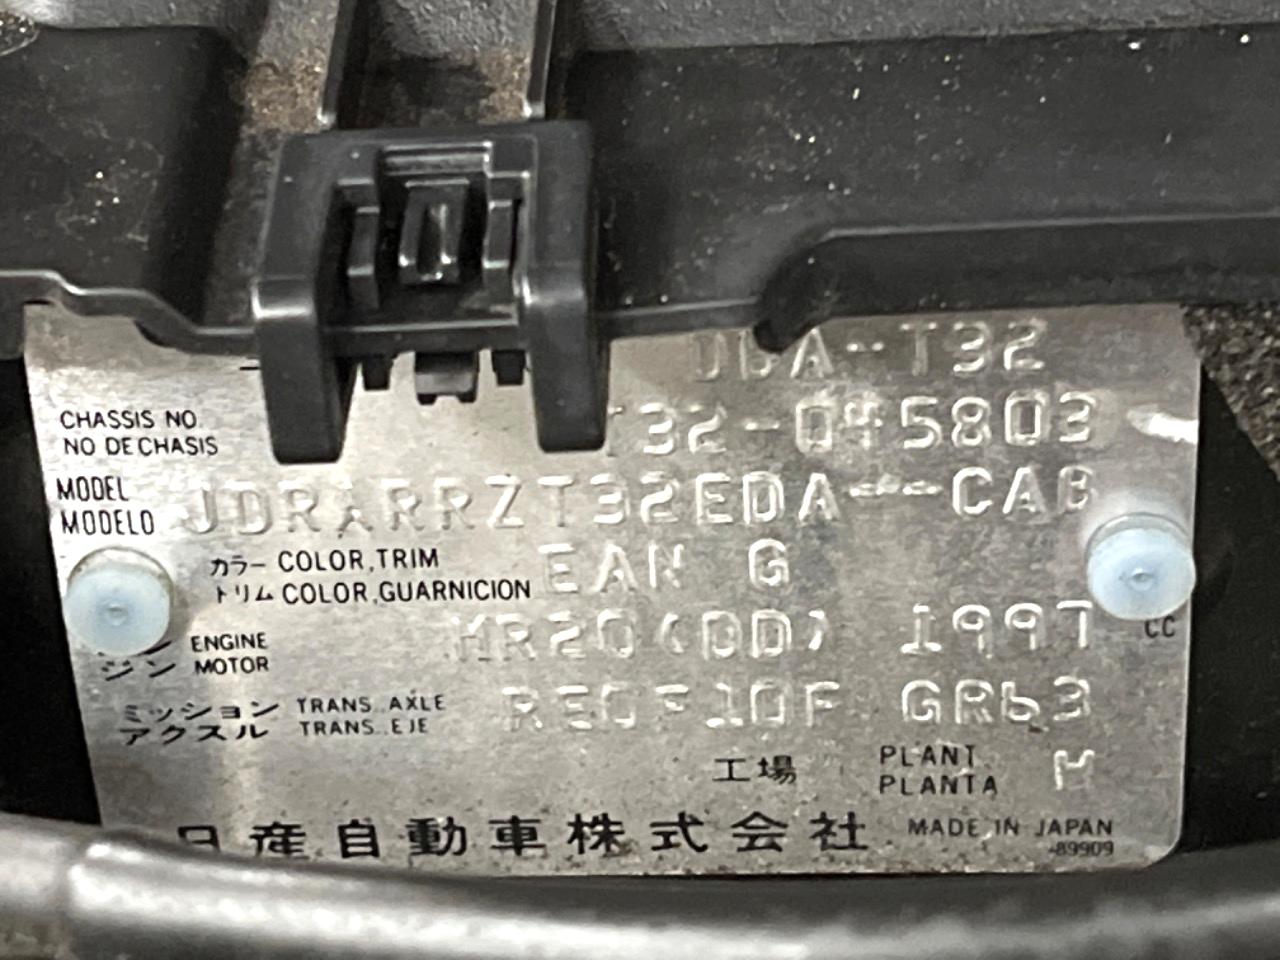 DBA-T32
CHASSIS NO T32-045803
NO DE CHASIS
MODEL JDRARRZT32EDA--CAB
MODELO
カラー COLOR,TRIM EAN G
トリム COLOR,GUARNICION
ENGINE MR20(DD) 1997 CC
ジン MOTOR
ミッション TRANS. AXLE RE0F10F GR63
アクスル TRANS. EJE
工場 PLANT
PLANTA
日産自動車株式会社 MADE IN JAPAN
-89909